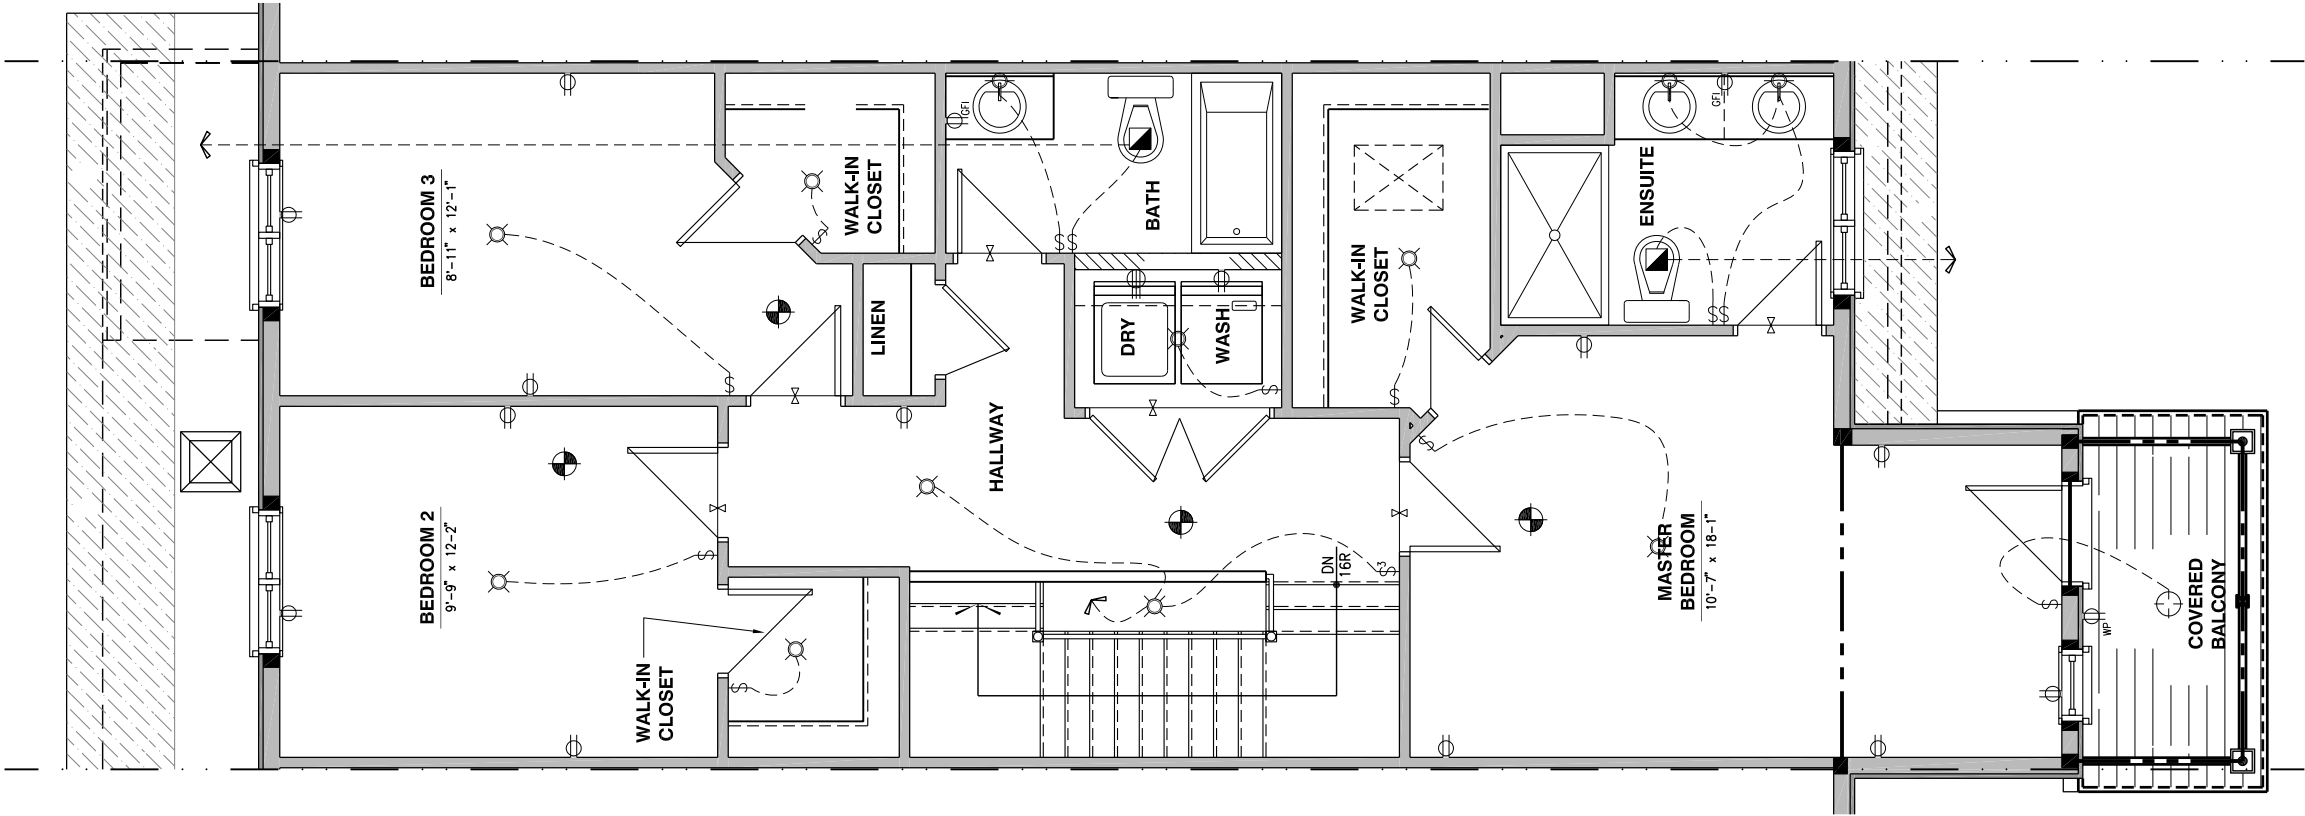 BEDROOM 3
8'-11" x 12'-1"
WALK-IN
CLOSET
GFI
BATH
WALK-IN
CLOSET
GFI
ENSUITE
LINEN
DRY
WASH
HALLWAY
BEDROOM 2
9'-9" x 12-2"
WALK-IN
CLOSET
DN
16R
S3
MASTER
BEDROOM
10'-7" x 18-1"
WP
COVERED
BALCONY